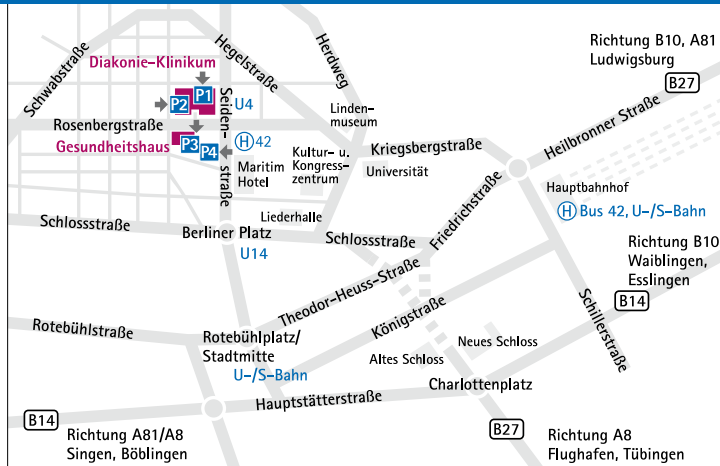 Richtung B10, A81
Ludwigsburg
B27
Hegelstraße
Herdweg
Schwabstraße
Diakonie-Klinikum
P1
P2
Seiden-
straße
U4
Linden-
museum
Heilbronner Straße
Rosenbergstraße
H 42
Gesundheitshaus
P3
P4
Kultur- u.
Kongress-
zentrum
Kriegsbergstraße
Universität
Maritim
Hotel
Friedrichstraße
Hauptbahnhof
H Bus 42, U-/S-Bahn
Liederhalle
Schlossstraße
Berliner Platz
Schlossstraße
U14
Richtung B10
Waiblingen,
Esslingen
B14
Theodor-Heuss-Straße
Königstraße
Schillerstraße
Rotebühlstraße
Rotebühlplatz/
Stadtmitte
U-/S-Bahn
Neues Schloss
Altes Schloss
Charlottenplatz
Hauptstätterstraße
B14
Richtung A81/A8
Singen, Böblingen
B27
Richtung A8
Flughafen, Tübingen